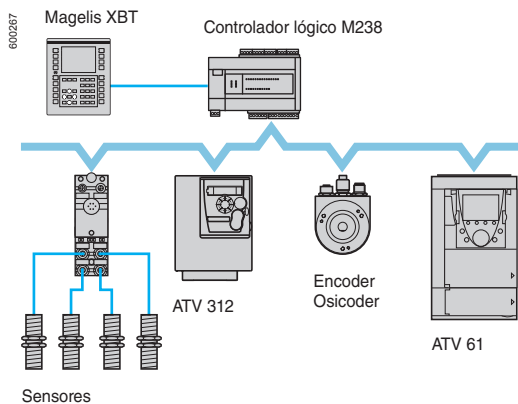 600267
Magelis XBT
Controlador lógico M238
ATV 312
Encoder
Osicoder
ATV 61
Sensores